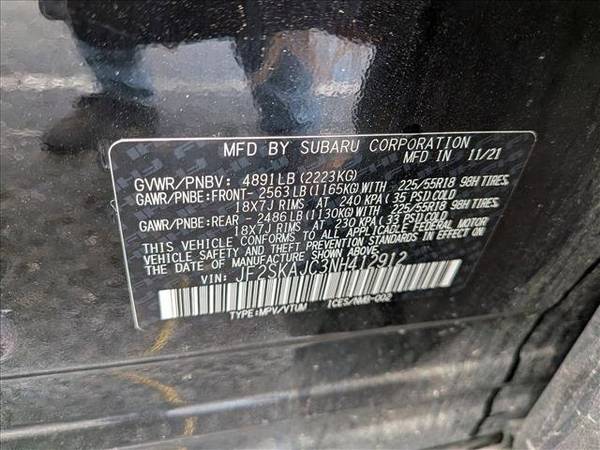 MFD BY SUBARU CORPORATION
MFD IN 11/21
GVWR/PNBV: 4891LB(2223KG)
GAWR/PNBE:FRONT-2563LB(1165KG)WITH 225/55R18 98H TIRES,
18X7J RIMS AT 240 KPA(35 PSI)COLD
GAWR/PNBE:REAR -2486LB(1130KG)WITH 225/55R18 98H TIRES,
18X7J RIMS AT 230 KPA(33 PSI)COLD
THIS VEHICLE CONFORMS TO ALL APPLICABLE FEDERAL MOTOR
VEHICLE SAFETY AND THEFT PREVENTION STANDARDS IN EFFECT ON
THE DATE OF MANUFACTURE SHOWN ABOVE.
VIN: JF2SKAJC3NH412912
TYPE:MPV/VTUM ICES/NMB-002